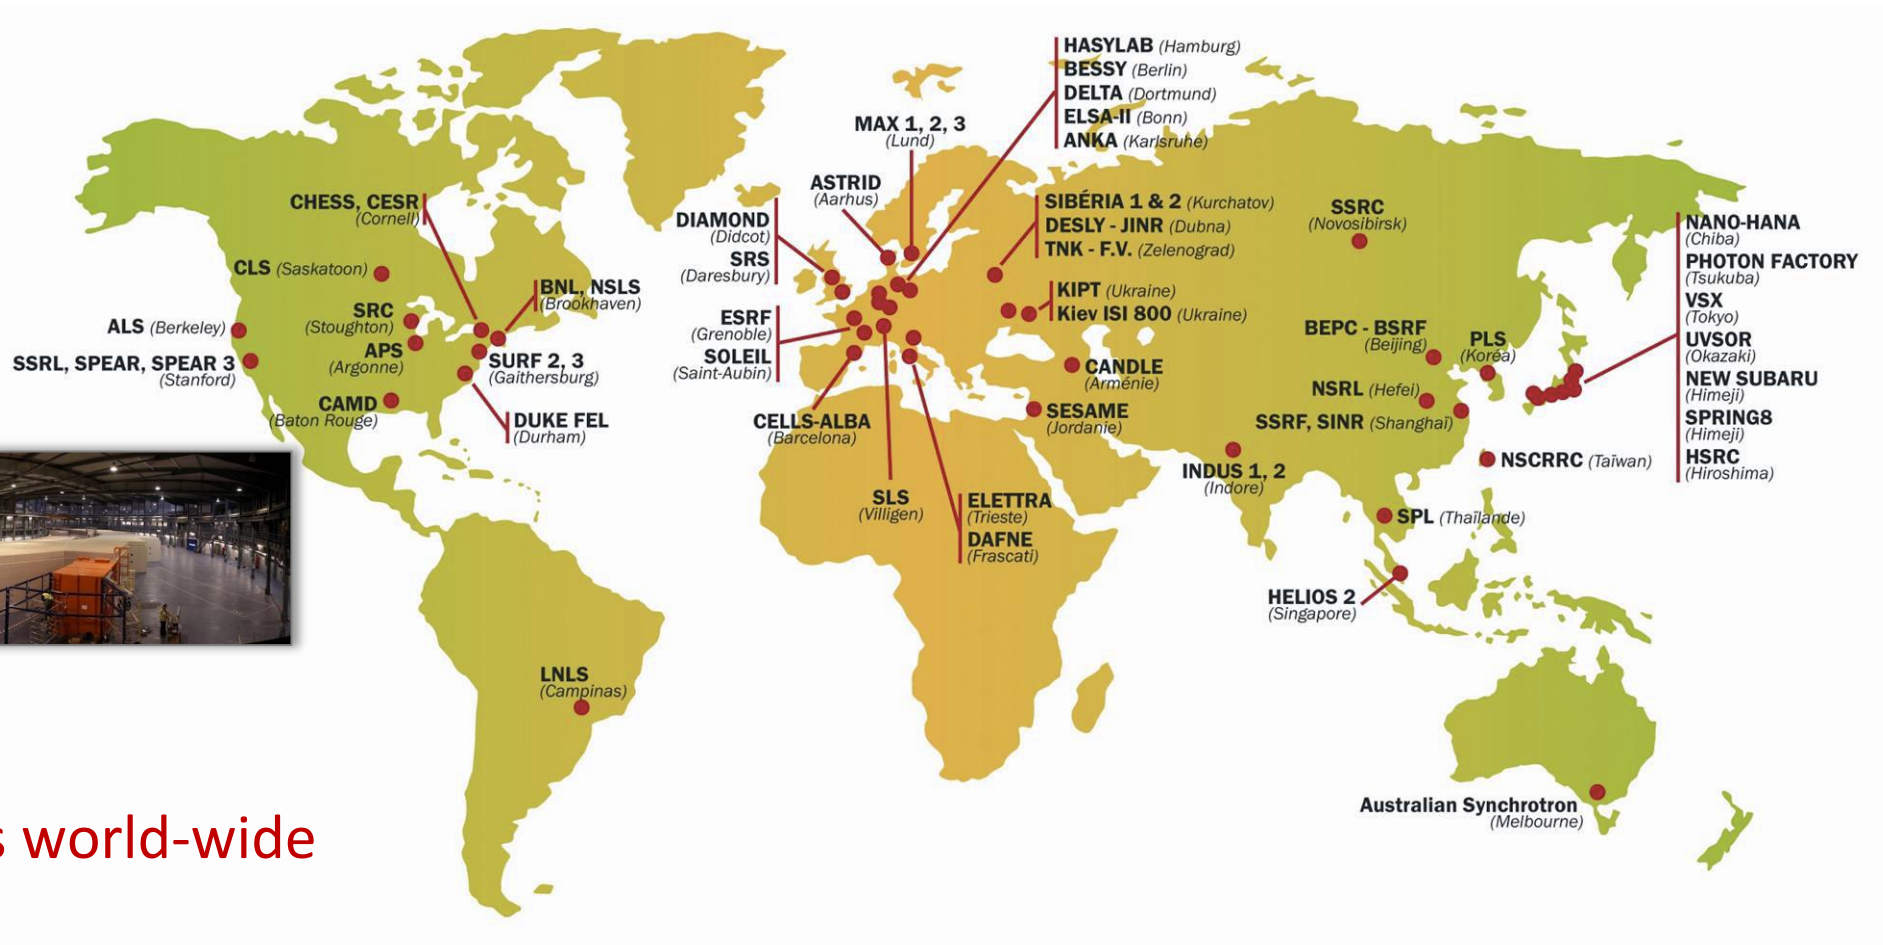 HASYLAB (Hamburg)
BESSY (Berlin)
DELTA (Dortmund)
ELSA-II (Bonn)
ANKA (Karlsruhe)
MAX 1, 2, 3
(Lund)
ASTRID
(Aarhus)
DIAMOND
(Didcot)
SRS
(Daresbury)
ESRF
(Grenoble)
SOLEIL
(Saint-Aubin)
CELLS-ALBA
(Barcelona)
SLS
(Villigen)
ELETTRA
(Trieste)
DAFNE
(Frascati)
SIBÉRIA 1 & 2 (Kurchatov)
DESLY - JINR (Dubna)
TNK - F.V. (Zelenograd)
KIPT (Ukraine)
Kiev ISI 800 (Ukraine)
CANDLE
(Arménie)
SESAME
(Jordanie)
CHESS, CESR
(Cornell)
CLS (Saskatoon)
BNL, NSLS
(Brookhaven)
SRC
(Stoughton)
ALS (Berkeley)
APS
(Argonne)
SSRL, SPEAR, SPEAR 3
(Stanford)
SURF 2, 3
(Gaithersburg)
CAMD
(Baton Rouge)
DUKE FEL
(Durham)
LNLS
(Campinas)
SSRC
(Novosibirsk)
BEPC - BSRF
(Beijing)
PLS
(Koréa)
NSRL (Hefei)
SSRF, SINR (Shanghaï)
INDUS 1, 2
(Indore)
NSCRRC (Taïwan)
SPL (Thaïlande)
HELIOS 2
(Singapore)
NANO-HANA
(Chiba)
PHOTON FACTORY
(Tsukuba)
VSX
(Tokyo)
UVSOR
(Okazaki)
NEW SUBARU
(Himeji)
SPRING8
(Himeji)
HSRC
(Hiroshima)
Australian Synchrotron
(Melbourne)
s world-wide